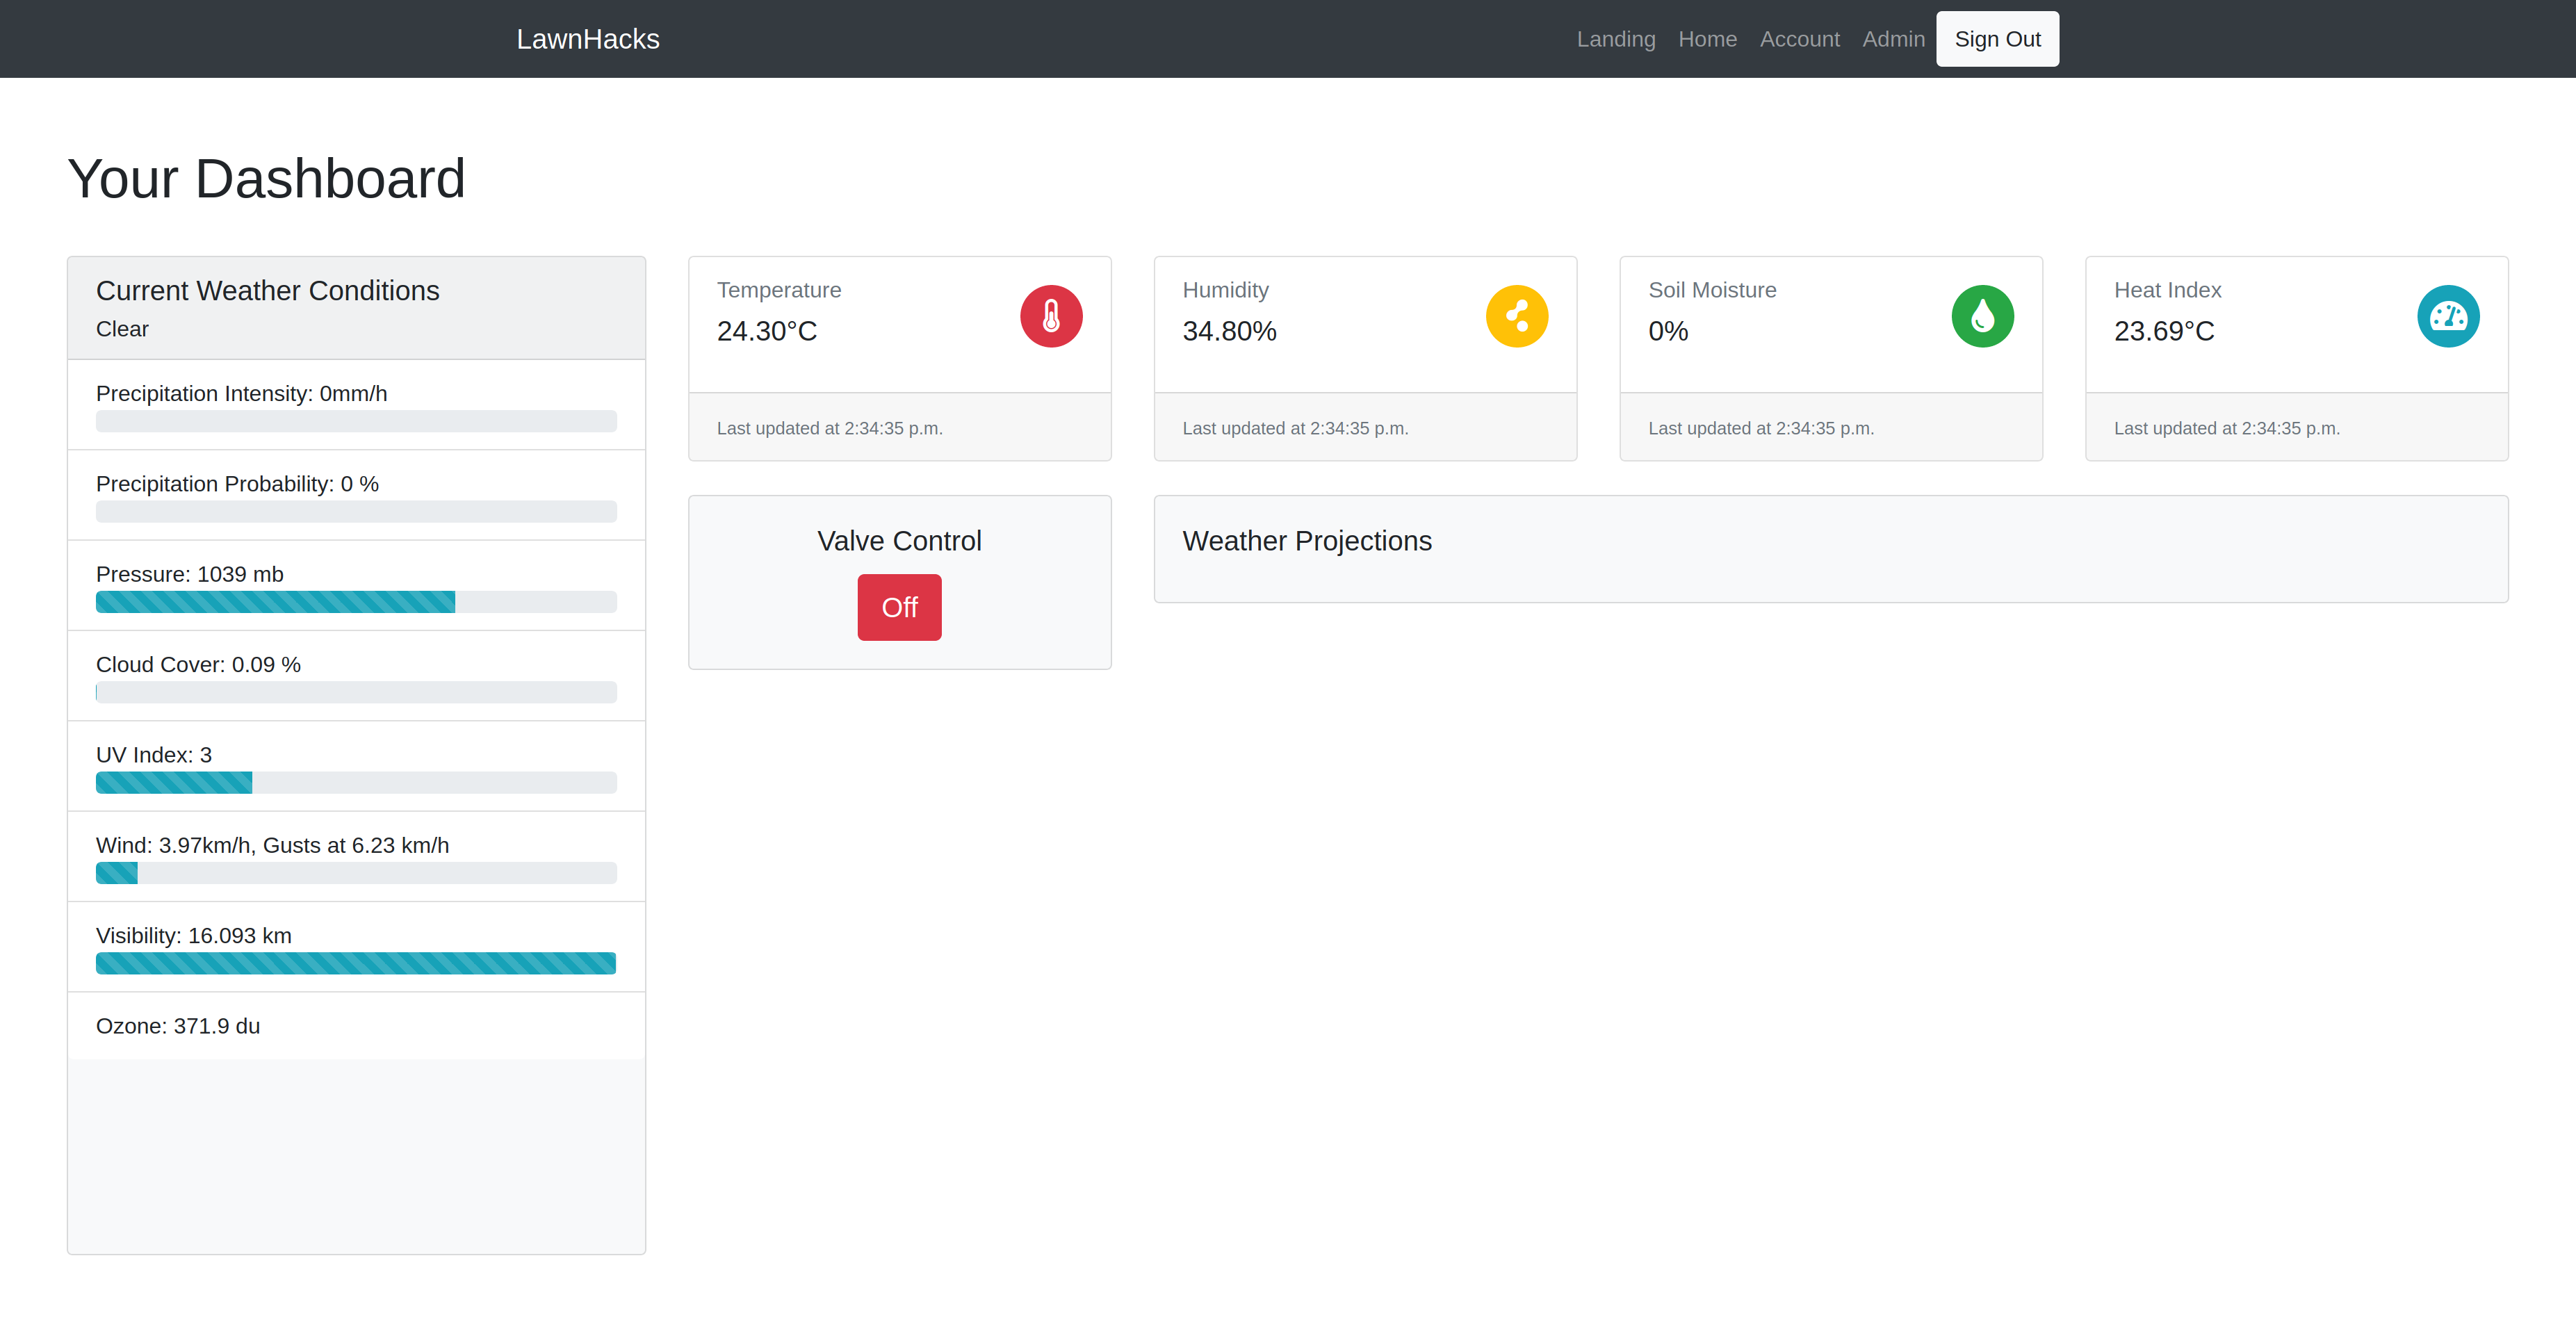 LawnHacks
Landing Home Account Admin Sign Out
Your Dashboard
Current Weather Conditions
Clear
Precipitation Intensity: 0mm/h
Precipitation Probability: 0 %
Pressure: 1039 mb
Cloud Cover: 0.09 %
UV Index: 3
Wind: 3.97km/h, Gusts at 6.23 km/h
Visibility: 16.093 km
Ozone: 371.9 du
Temperature
24.30°C
Last updated at 2:34:35 p.m.
Humidity
34.80%
Last updated at 2:34:35 p.m.
Soil Moisture
0%
Last updated at 2:34:35 p.m.
Heat Index
23.69°C
Last updated at 2:34:35 p.m.
Valve Control
Off
Weather Projections